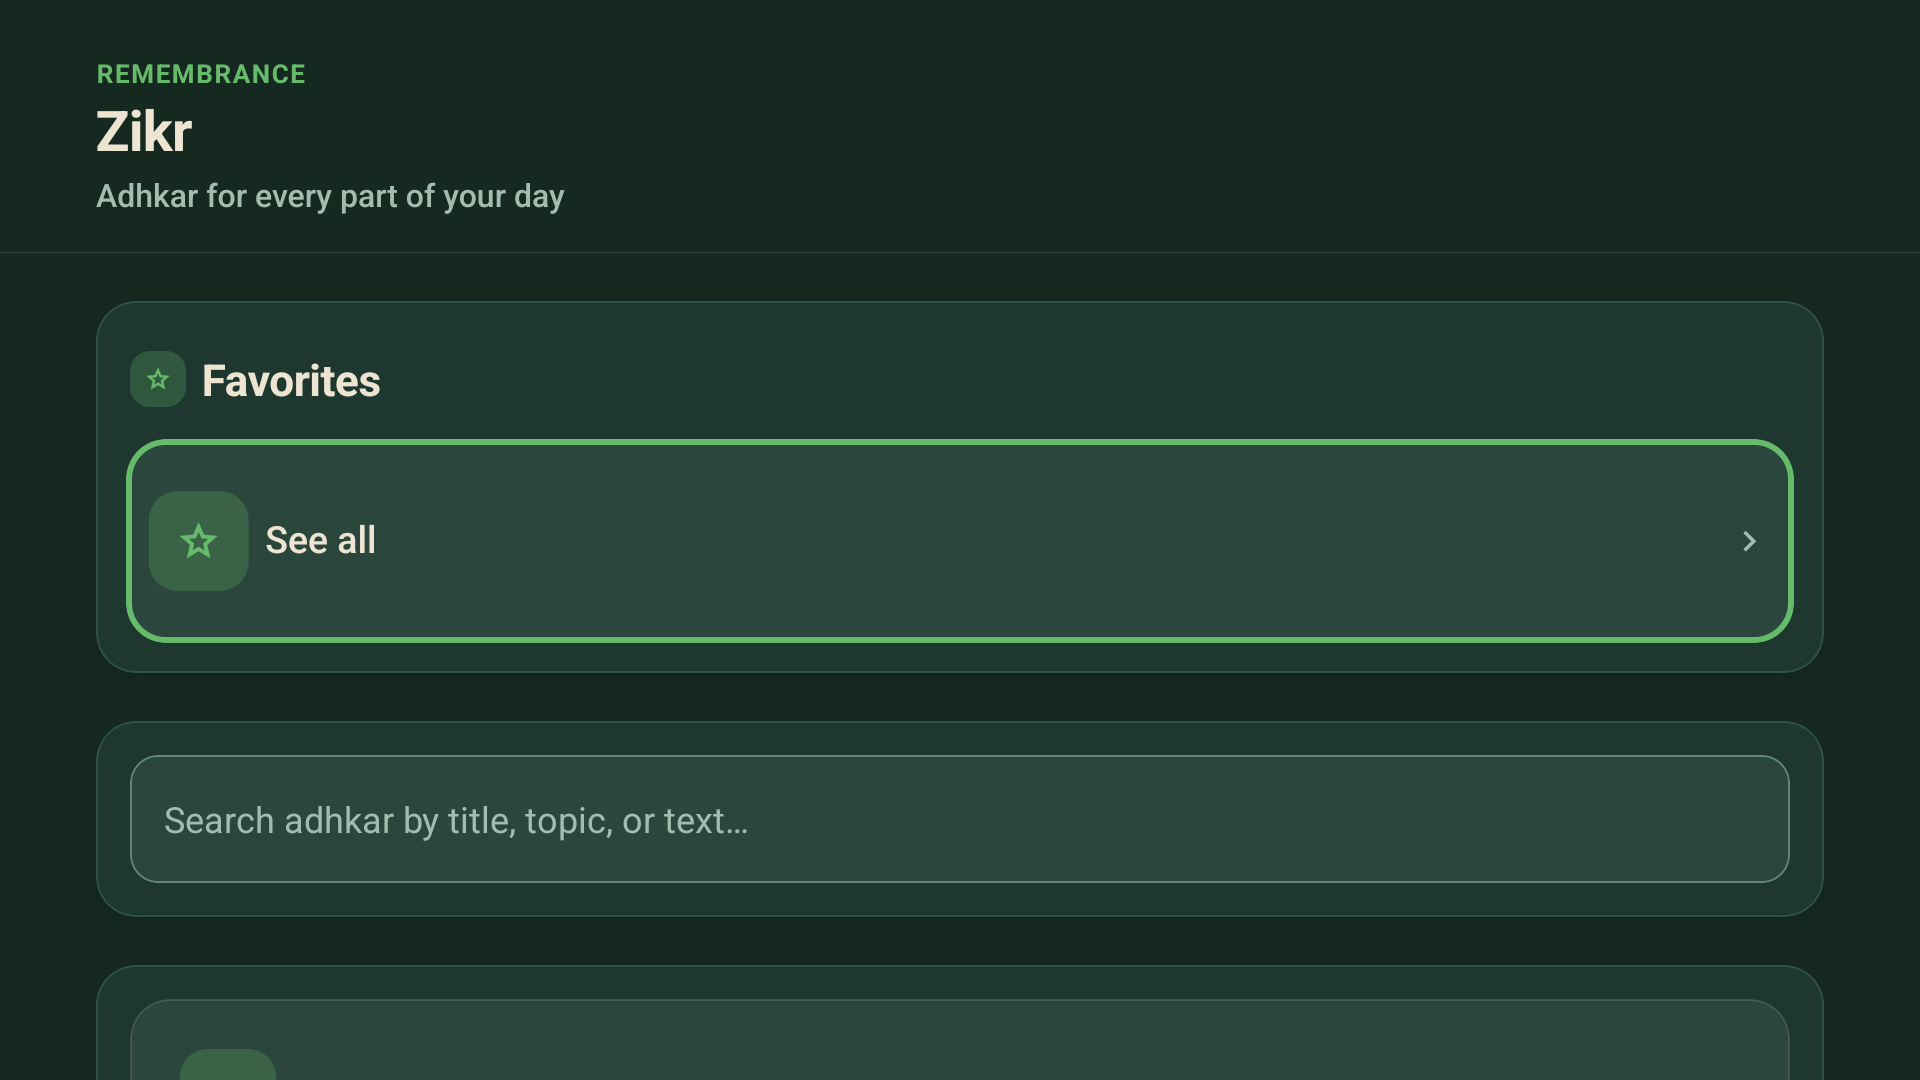 REMEMBRANCE
Zikr
Adhkar for every part of your day
Favorites
See all
Search adhkar by title, topic, or text…